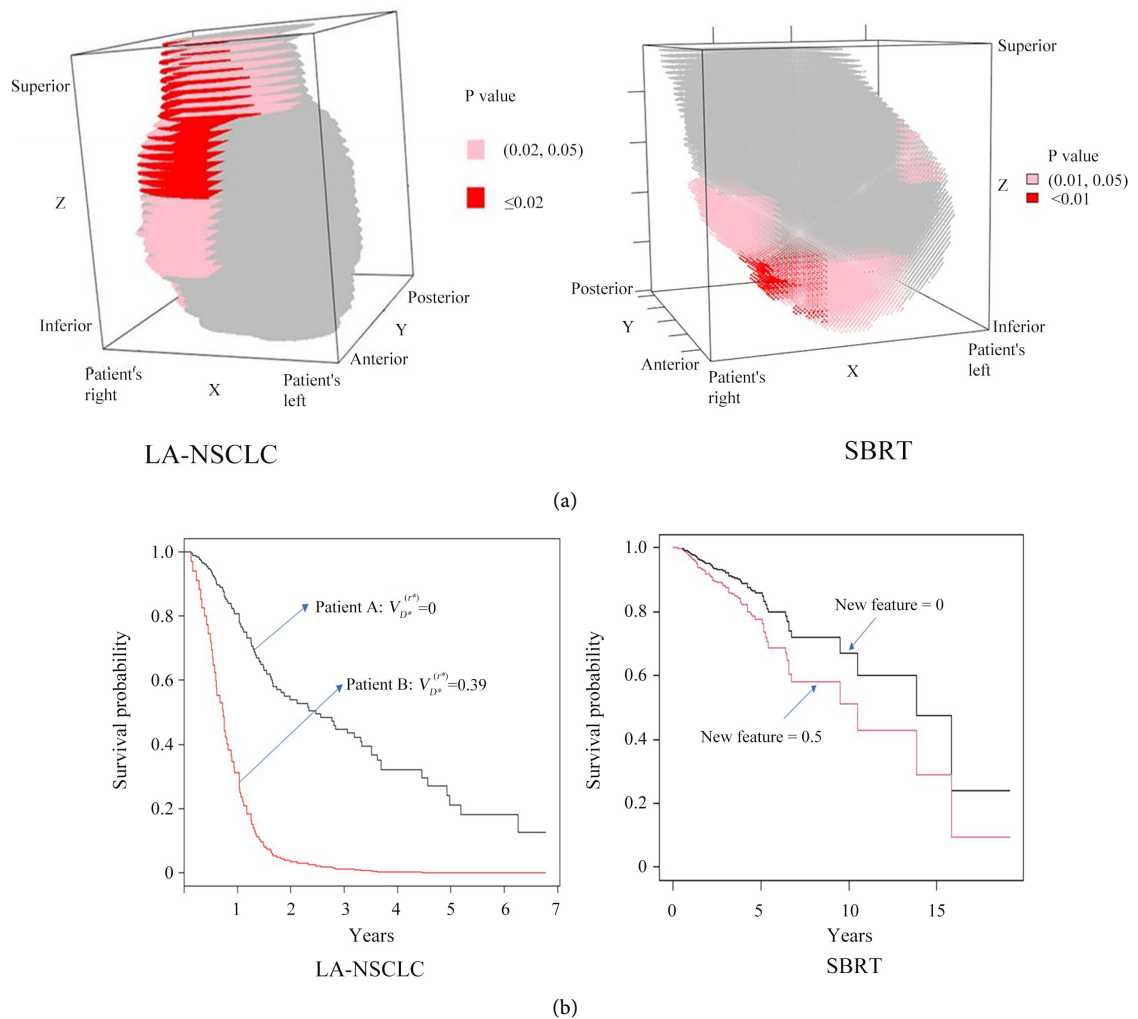 Superior
Z
Inferior
Patient's
right
X
Patient's
left
Anterior
Y
Posterior
P value
(0.02, 0.05)
≤0.02
LA-NSCLC
Superior
Z
Posterior
Y
Anterior
Patient's
right
X
Inferior
Patient's
left
P value
(0.01, 0.05)
<0.01
SBRT
(a)
Survival probability
1.0
0.8
0.6
0.4
0.2
0
Patient A: V_{D*}^{(r*)}=0
Patient B: V_{D*}^{(r*)}=0.39
1 2 3 4 5 6 7
Years
LA-NSCLC
Survival probability
1.0
0.8
0.6
0.4
0.2
0
New feature = 0
New feature = 0.5
0 5 10 15
Years
SBRT
(b)